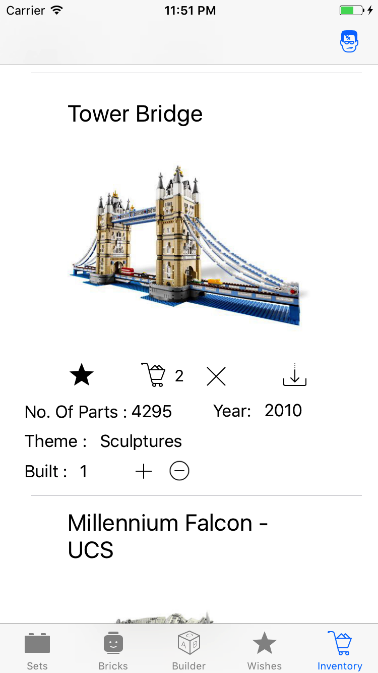 Carrier 11:51 PM
Tower Bridge
2
No. Of Parts : 4295 Year: 2010
Theme : Sculptures
Built : 1
Millennium Falcon -
UCS
Sets Bricks Builder Wishes Inventory